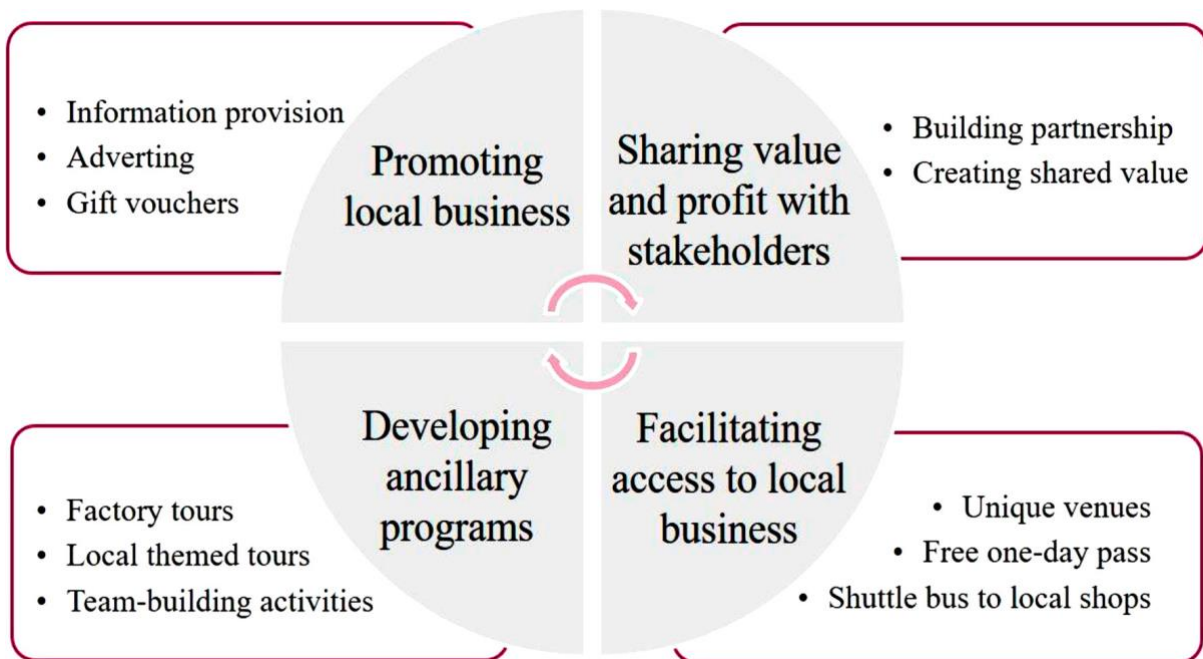 • Information provision
• Adverting
• Gift vouchers
Promoting
local business
Sharing value
and profit with
stakeholders
• Building partnership
• Creating shared value
• Factory tours
• Local themed tours
• Team-building activities
Developing
ancillary
programs
Facilitating
access to local
business
• Unique venues
• Free one-day pass
• Shuttle bus to local shops